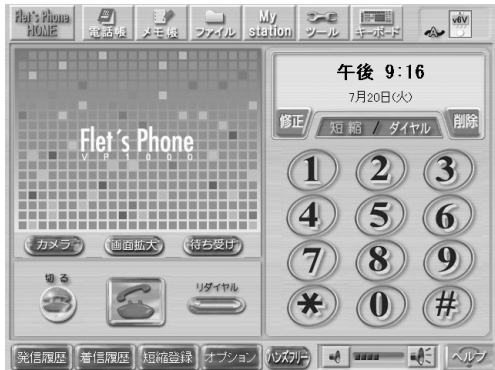 Flet's Phone
HOME
電話帳
メモ帳
ファイル
My
station
ツール
キーボード
v6V
Flet's Phone
VP1000
午後 9:16
7月20日(火)
修正
短縮 / ダイヤル
削除
1
2
3
4
5
6
7
8
9
*
0
#
カメラ
画面拡大
待ち受け
切る
リダイヤル
発信履歴
着信履歴
短縮登録
オプション
ハンズフリー
ヘルプ